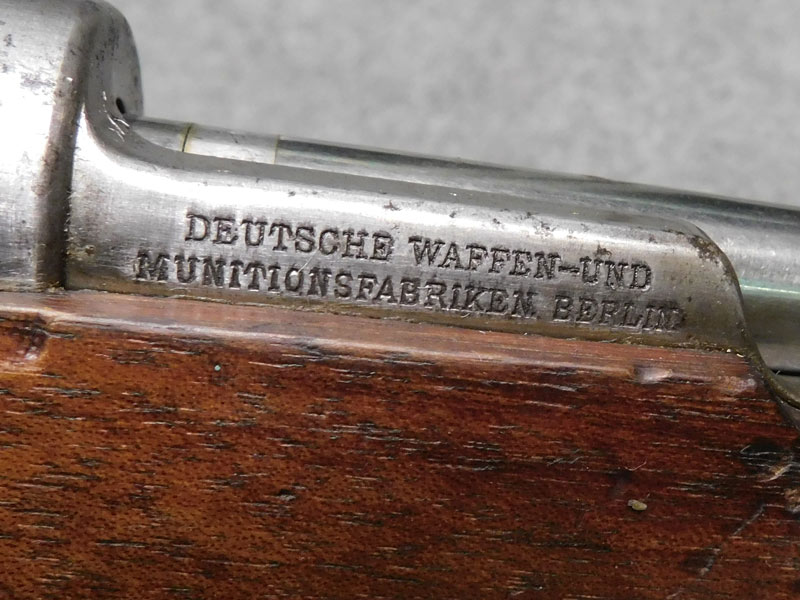 DEUTSCHE WAFFEN-UND
MUNITIONSFABRIKEN. BERLIN